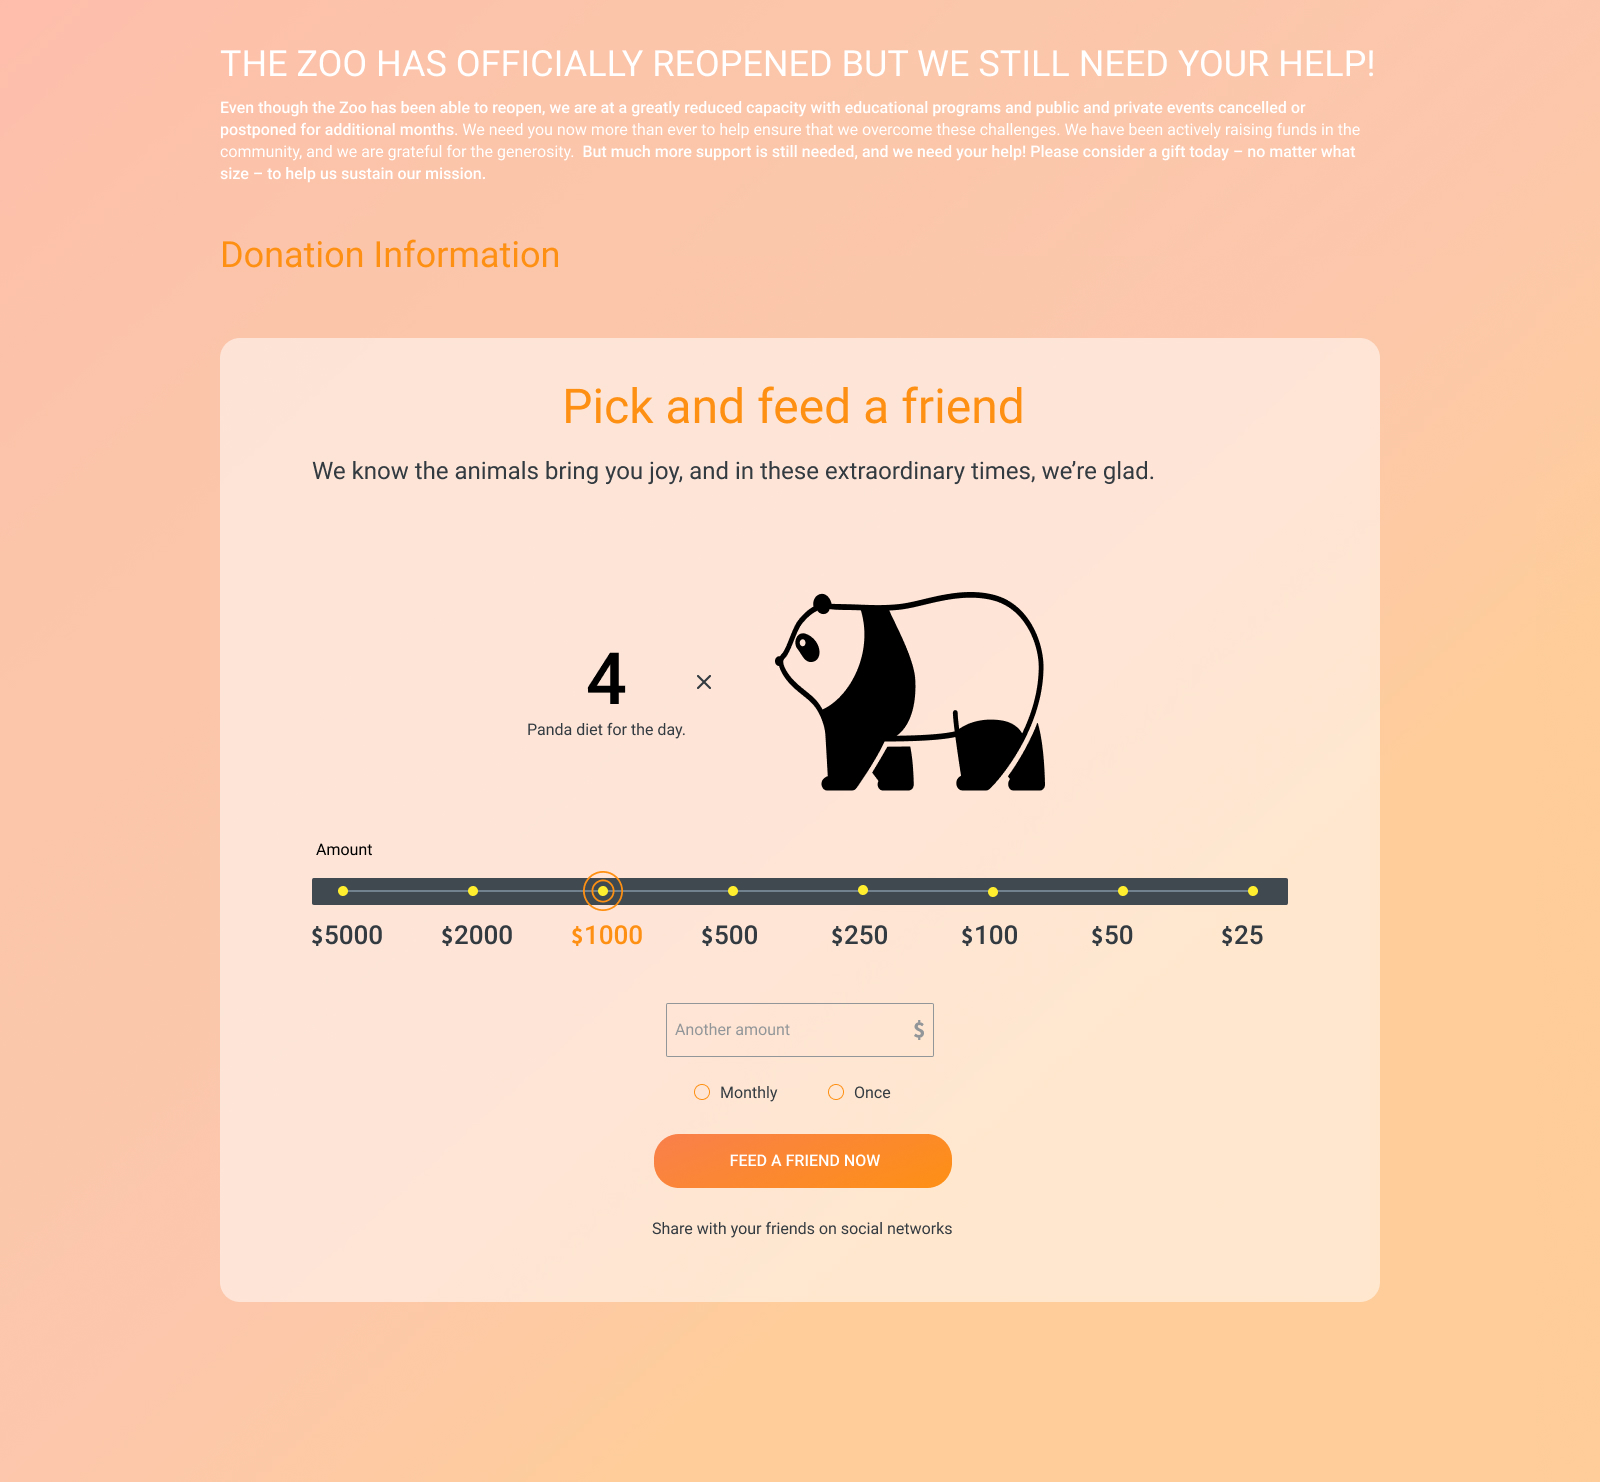 THE ZOO HAS OFFICIALLY REOPENED BUT WE STILL NEED YOUR HELP!
Even though the Zoo has been able to reopen, we are at a greatly reduced capacity with educational programs and public and private events cancelled or
postponed for additional months. We need you now more than ever to help ensure that we overcome these challenges. We have been actively raising funds in the
community, and we are grateful for the generosity.  But much more support is still needed, and we need your help! Please consider a gift today – no matter what
size – to help us sustain our mission.
Donation Information
Pick and feed a friend
We know the animals bring you joy, and in these extraordinary times, we’re glad.
4 ×
Panda diet for the day.
Amount
$5000 $2000 $1000 $500 $250 $100 $50 $25
Another amount $
Monthly Once
FEED A FRIEND NOW
Share with your friends on social networks